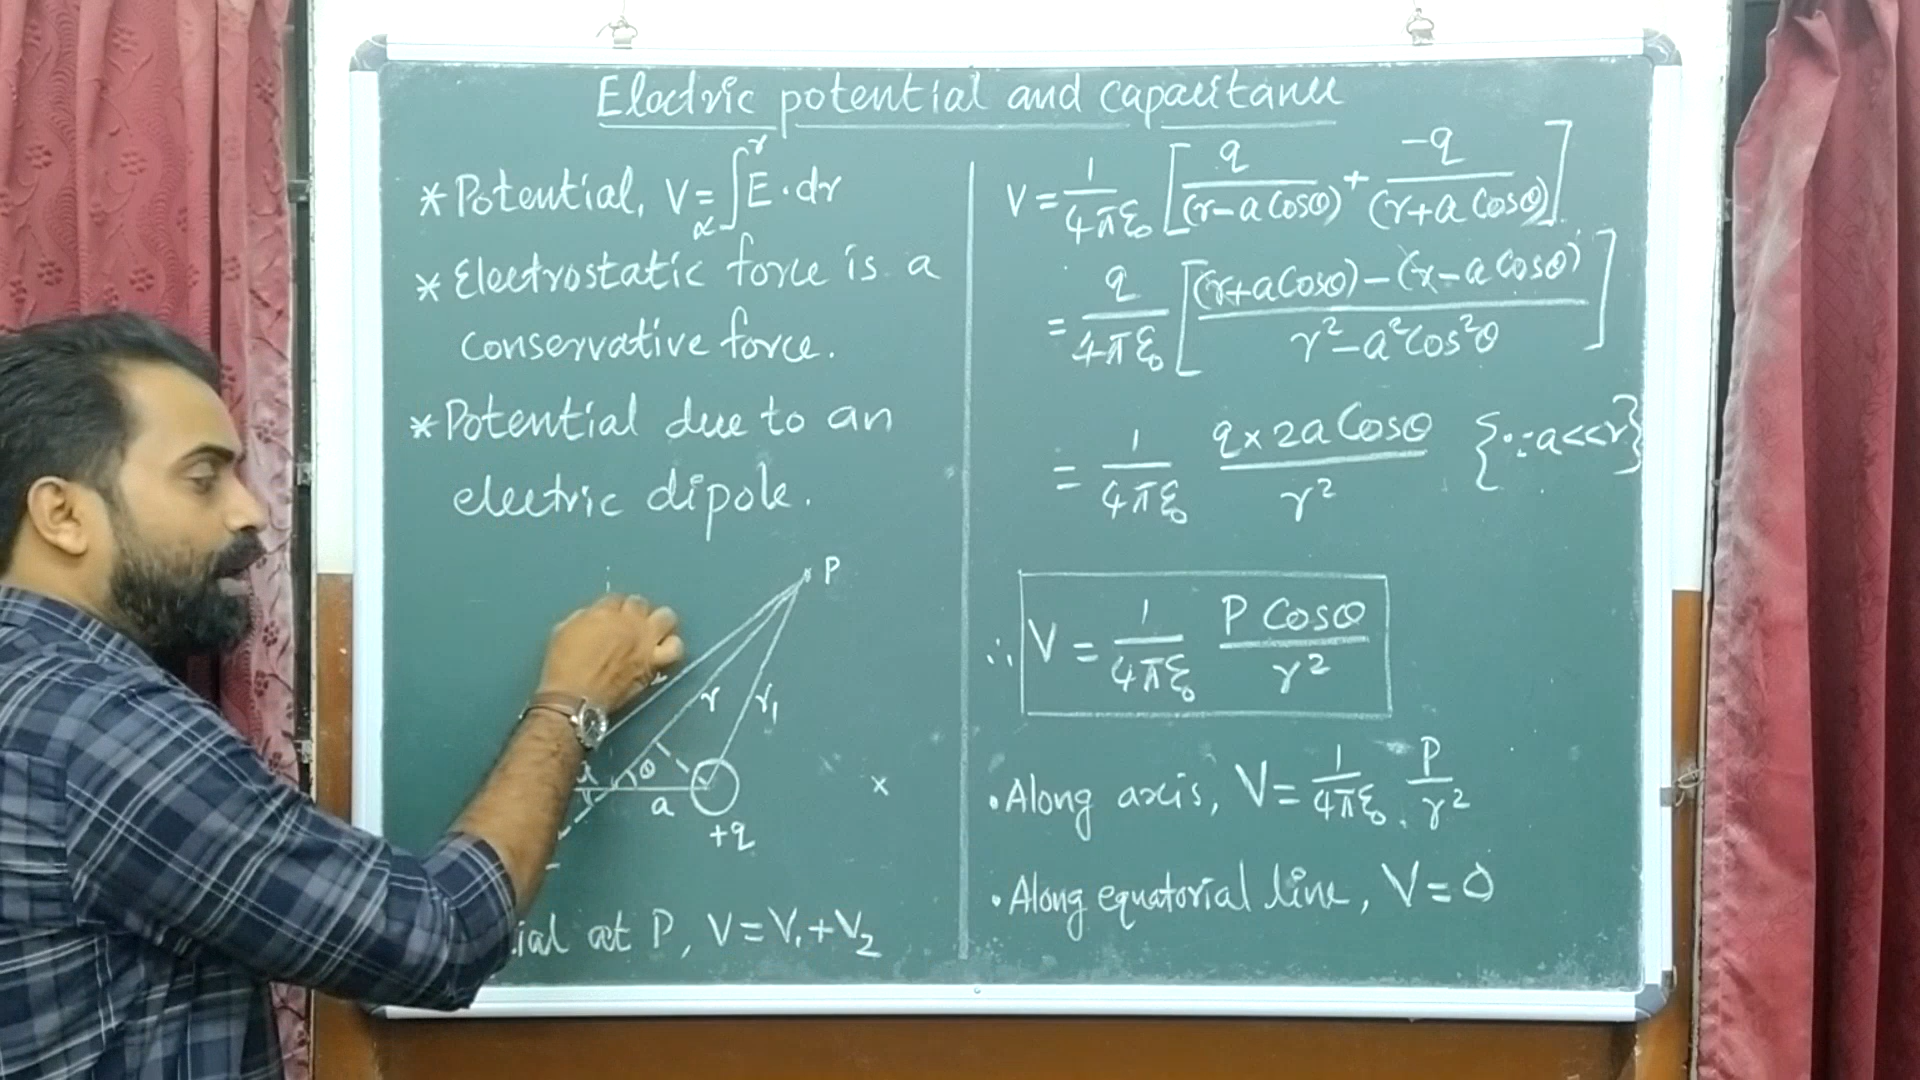 Electric potential and capacitance
* Potential, V = ∫_α^r E · dr
* Electrostatic force is a
conservative force.
* Potential due to an
electric dipole.
P
r r₁
a θ
a
+q
x
at P, V = V₁ + V₂
V = 1/4πε₀ [q/(r - a Cosθ) + -q/(r + a Cosθ)]
= q/4πε₀ [(r + a Cosθ) - (r - a Cosθ)/r² - a² Cos²θ]
= 1/4πε₀ q × 2a Cosθ/r² {∵ a << r}
∴ V = 1/4πε₀ P Cosθ/r²
• Along axis, V = 1/4πε₀ · P/r²
• Along equatorial line, V = 0